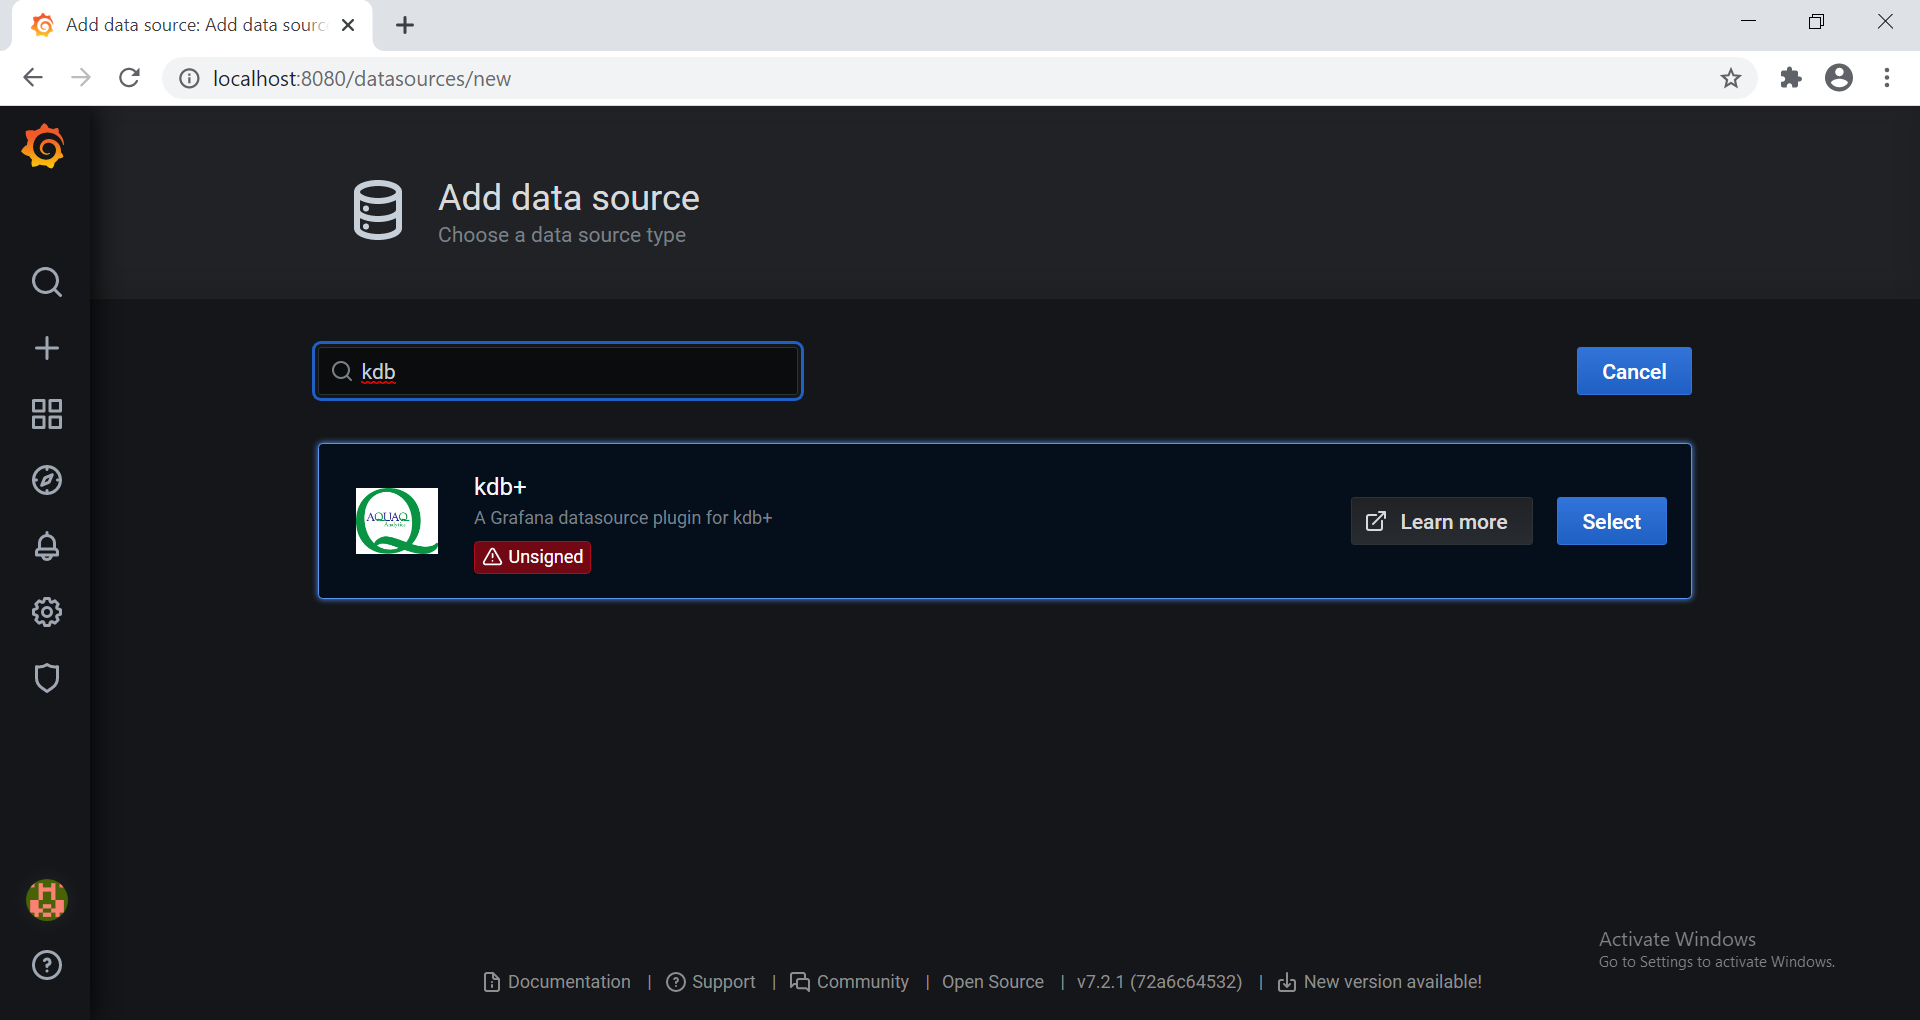 Add data source: Add data sourc
localhost:8080/datasources/new
Add data source
Choose a data source type
kdb
Cancel
AQUAQ
Analytics
kdb+
A Grafana datasource plugin for kdb+
Unsigned
Learn more
Select
Activate Windows
Go to Settings to activate Windows.
Documentation | Support | Community | Open Source | v7.2.1 (72a6c64532) | New version available!